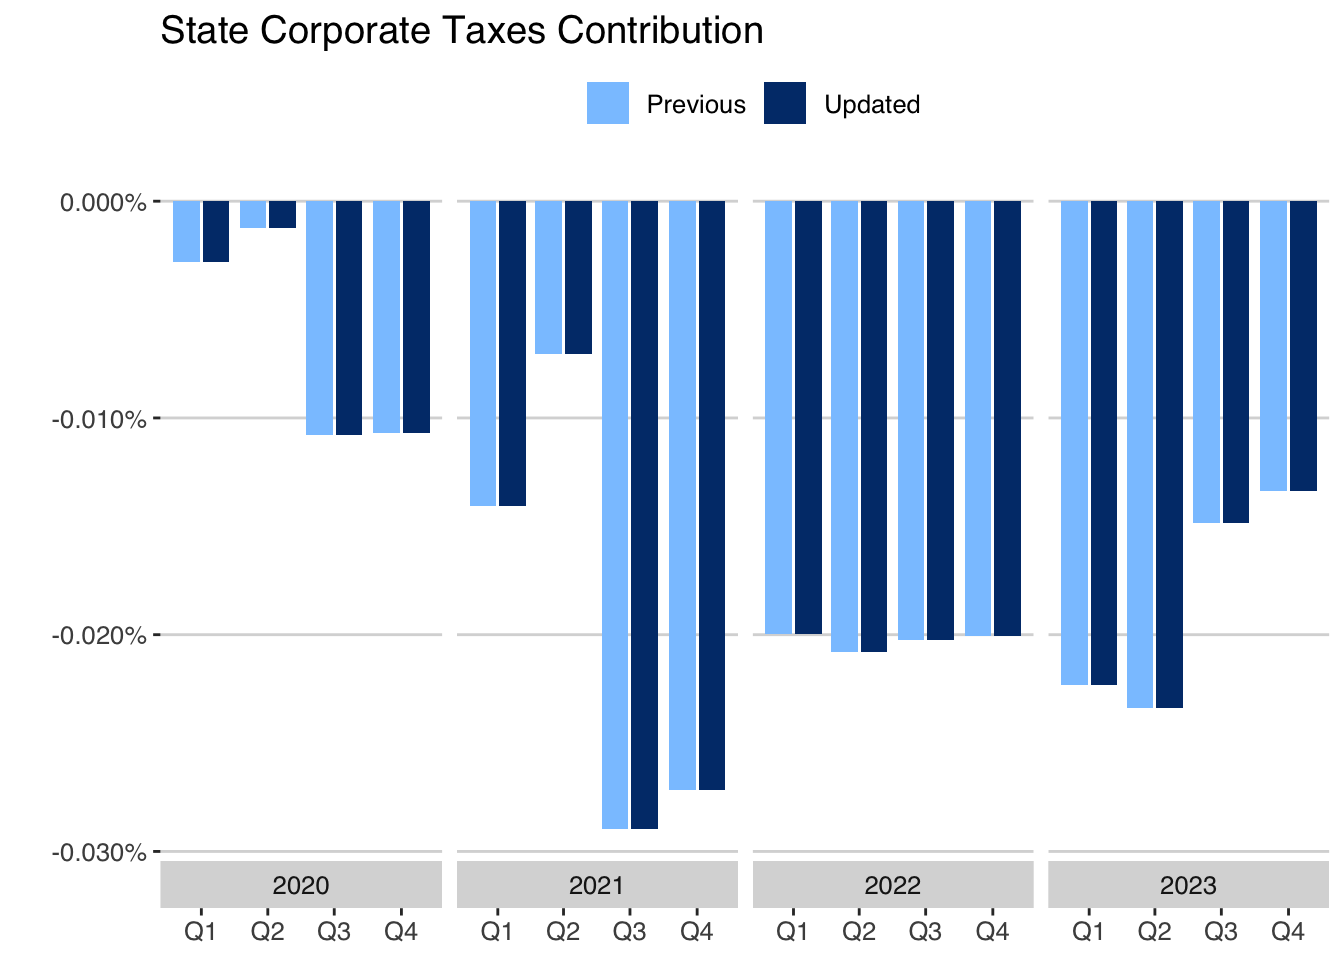 State Corporate Taxes Contribution
Previous Updated
0.000%
-0.010%
-0.020%
-0.030%
2020 2021 2022 2023
Q1 Q2 Q3 Q4 Q1 Q2 Q3 Q4 Q1 Q2 Q3 Q4 Q1 Q2 Q3 Q4